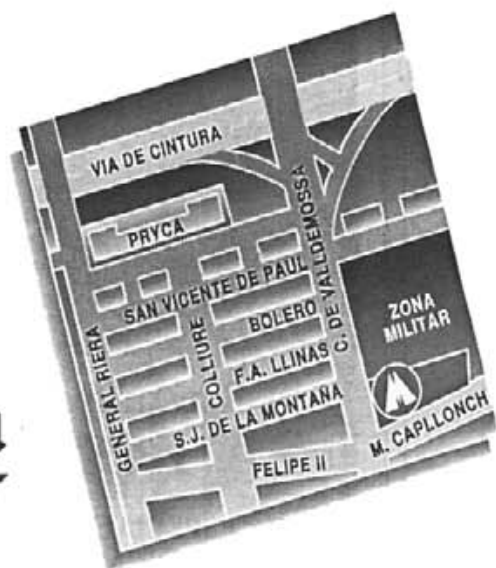 VIA DE CINTURA
PRYCA
SAN VICENTE DE PAUL
BOLERO
F.A. LLINAS
S.J. DE LA MONTAÑA
FELIPE II
GENERAL RIERA
COLLIURE
C. DE VALLDEMOSSA
ZONA
MILITAR
M. CAPLLONCH